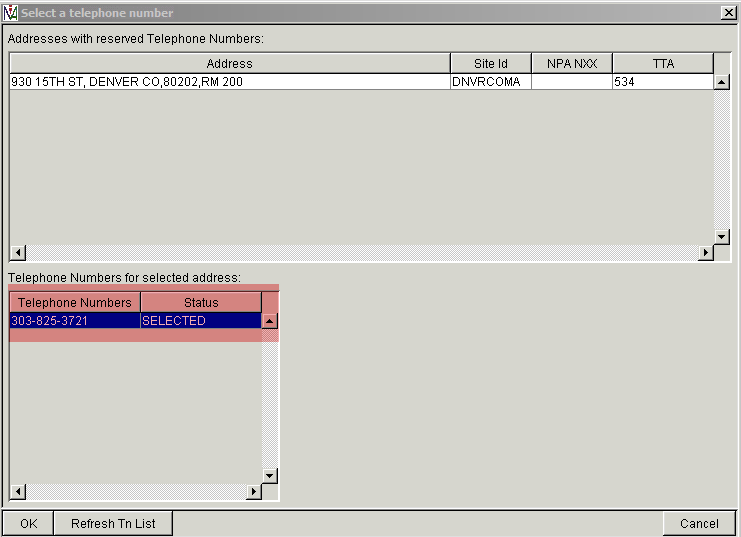 Select a telephone number
Addresses with reserved Telephone Numbers:
Address Site Id NPA NXX TTA
930 15TH ST, DENVER CO,80202,RM 200 DNVRCOMA 534
Telephone Numbers for selected address:
Telephone Numbers Status
303-825-3721 SELECTED
OK Refresh Tn List Cancel